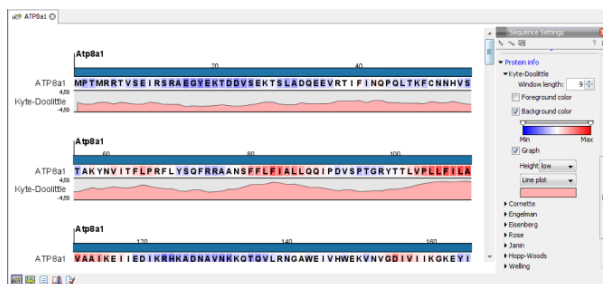 ATP8a1
Atp8a1
20
40
ATP8a1
MPTMRRTVSEIRSRAEGYEKTDDVSEKTSLADQEEVRTIFINQPQLTKFCNNHVS
4,50
Kyte-Doolittle
-4,50
60
80
100
ATP8a1
TAKYNVITFLPRFLYSQFRRAANSFFLFIALLQQIPDVSPTGRYTTLVPLLFILA
4,50
Kyte-Doolittle
-4,50
Atp8a1
120
140
160
ATP8a1
VAAIKEIIEDIKRHKADNAVNKKQTQVLRNGAWEIVHWEKVNVGDIVIIKGKEYI
Sequence Settings
?
Protein info
Kyte-Doolittle
Window length: 9
Foreground color
Background color
Min Max
Graph
Height low
Line plot
Cornette
Engelman
Eisenberg
Rose
Janin
Hopp-Woods
Welling